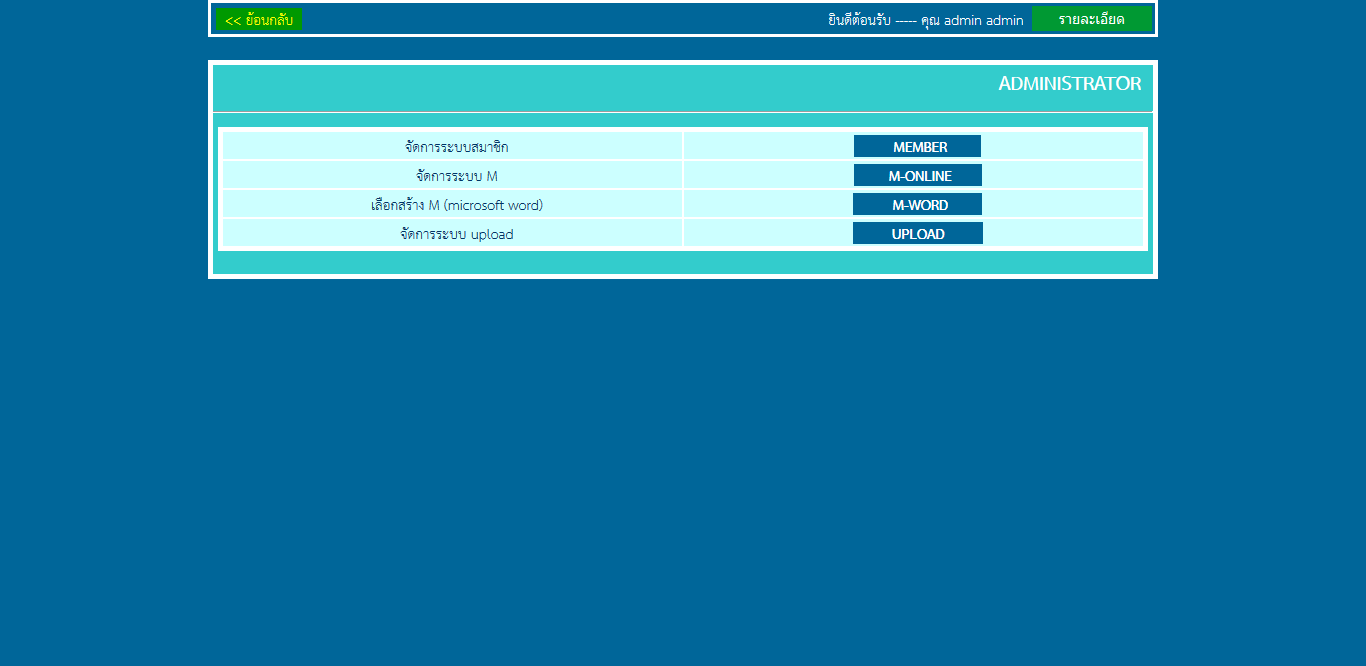 << ย้อนกลับ
ยินดีต้อนรับ ----- คุณ admin admin รายละเอียด
ADMINISTRATOR
จัดการระบบสมาชิก MEMBER
จัดการระบบ M M-ONLINE
เลือกสร้าง M (microsoft word) M-WORD
จัดการระบบ upload UPLOAD